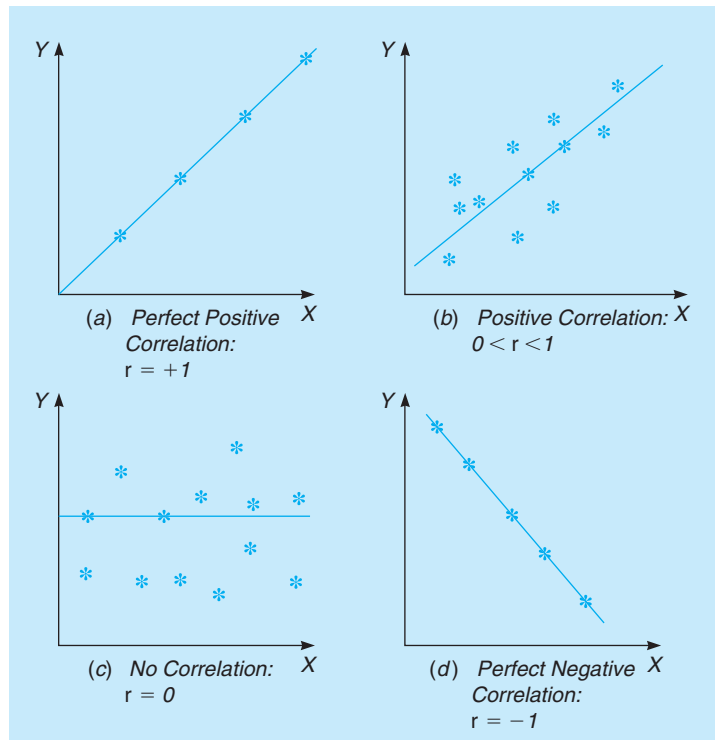 Y
X
(a) Perfect Positive
Correlation:
r = +1
Y
X
(b) Positive Correlation:
0 < r < 1
Y
X
(c) No Correlation:
r = 0
Y
X
(d) Perfect Negative
Correlation:
r = −1